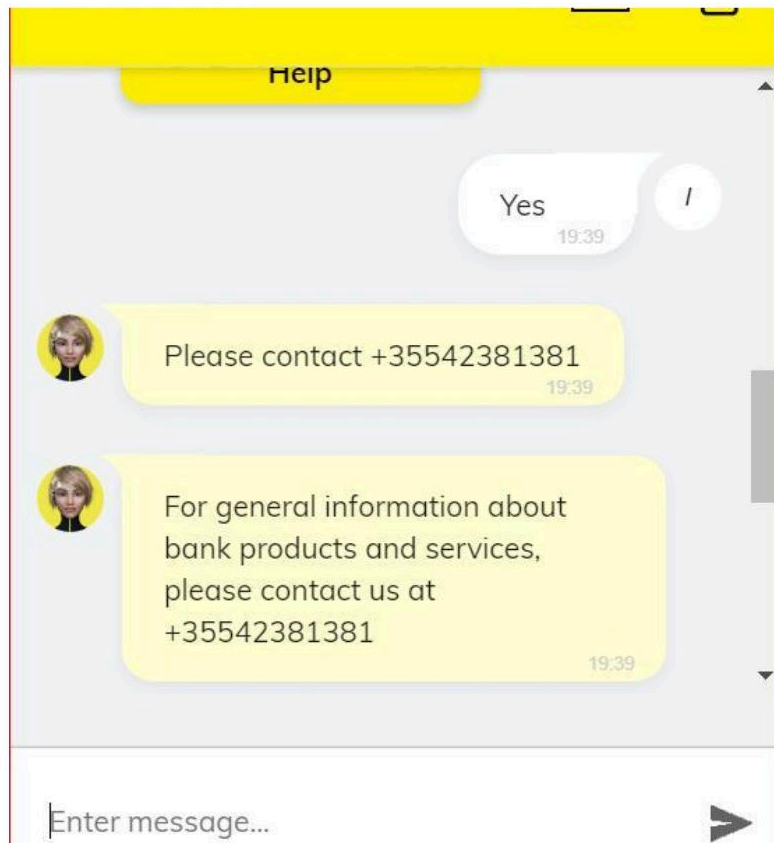 Help
Yes
19:39
I
Please contact +35542381381
19:39
For general information about
bank products and services,
please contact us at
+35542381381
19:39
Enter message...